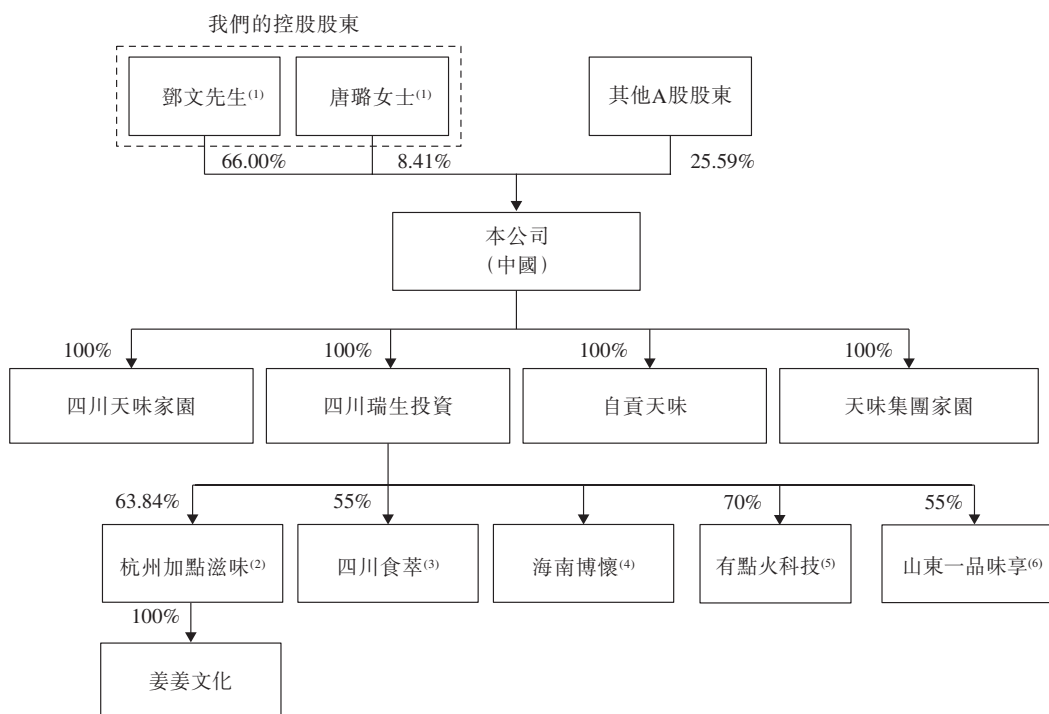 我們的控股股東
鄧文先生(1)
唐璐女士(1)
其他A股股東
66.00%
8.41%
25.59%
本公司
(中國)
100%
100%
100%
100%
四川天味家園
四川瑞生投資
自貢天味
天味集團家園
63.84%
55%
70%
55%
杭州加點滋味(2)
四川食萃(3)
海南博懷(4)
有點火科技(5)
山東一品味享(6)
100%
姜姜文化